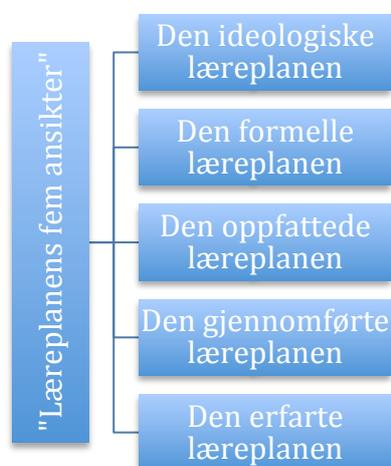 "Læreplanens fem ansikter"
Den ideologiske
læreplanen
Den formelle
læreplanen
Den oppfattede
læreplanen
Den gjennomførte
læreplanen
Den erfarte
læreplanen